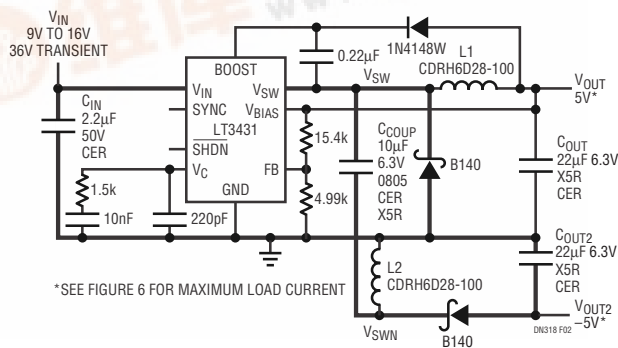 VIN
9V TO 16V
36V TRANSIENT
1N4148W
0.22µF
L1
CDRH6D28-100
BOOST
VSW
VIN
VSW
VOUT
5V*
SYNC
VBIAS
LT3431
SHDN
VC
FB
GND
CIN
2.2µF
50V
CER
15.4k
4.99k
CCOUP
10µF
6.3V
0805
CER
X5R
B140
COUT
22µF 6.3V
X5R
CER
1.5k
10nF
220pF
COUT2
22µF 6.3V
X5R
CER
L2
CDRH6D28-100
*SEE FIGURE 6 FOR MAXIMUM LOAD CURRENT
VSWN
B140
VOUT2
–5V*
DN318 F02